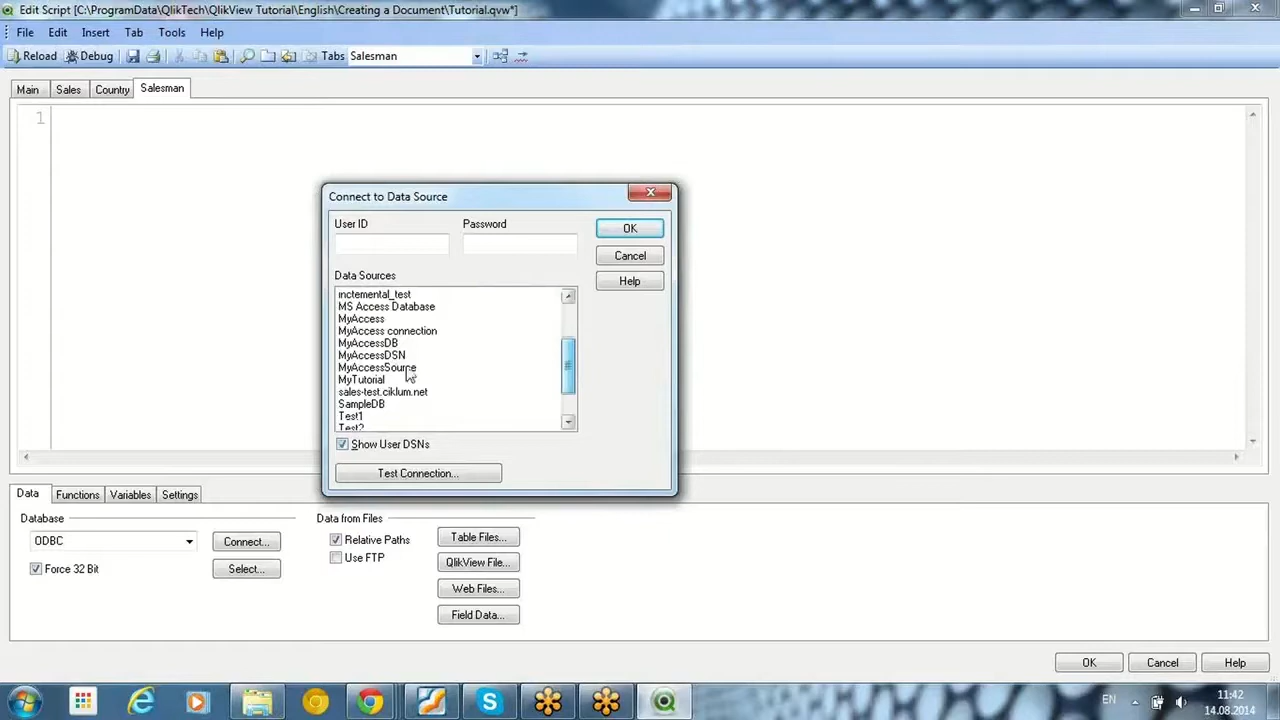 Edit Script [C:\ProgramData\QlikTech\QlikView Tutorial\English\Creating a Document\Tutorial.qvw*]
File Edit Insert Tab Tools Help
Reload Debug Tabs Salesman
Main Sales Country Salesman
1
Connect to Data Source
User ID Password
OK
Cancel
Help
Data Sources
inctemental_test
MS Access Database
MyAccess
MyAccess connection
MyAccessDB
MyAccessDSN
MyAccessSource
MyTutorial
sales-test.ciklum.net
SampleDB
Test1
Test2
Show User DSNs
Test Connection...
Data Functions Variables Settings
Database Data from Files
ODBC Connect... Relative Paths Table Files...
Force 32 Bit Select... Use FTP QlikView File...
Web Files...
Field Data...
OK Cancel Help
EN 11:42
14.08.2014